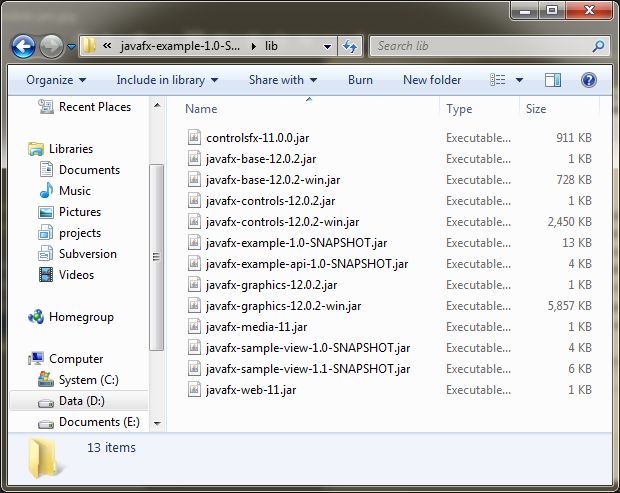 « javafx-example-1.0-S... ▸ lib
Search lib
Organize Include in library Share with Burn New folder
Name Type Size
Recent Places
Libraries
Documents
Music
Pictures
projects
Subversion
Videos
Homegroup
Computer
System (C:)
Data (D:)
Documents (E:)
controlsfx-11.0.0.jar Executable... 911 KB
javafx-base-12.0.2.jar Executable... 1 KB
javafx-base-12.0.2-win.jar Executable... 728 KB
javafx-controls-12.0.2.jar Executable... 1 KB
javafx-controls-12.0.2-win.jar Executable... 2,450 KB
javafx-example-1.0-SNAPSHOT.jar Executable... 13 KB
javafx-example-api-1.0-SNAPSHOT.jar Executable... 4 KB
javafx-graphics-12.0.2.jar Executable... 1 KB
javafx-graphics-12.0.2-win.jar Executable... 5,857 KB
javafx-media-11.jar Executable... 1 KB
javafx-sample-view-1.0-SNAPSHOT.jar Executable... 4 KB
javafx-sample-view-1.1-SNAPSHOT.jar Executable... 6 KB
javafx-web-11.jar Executable... 1 KB
13 items